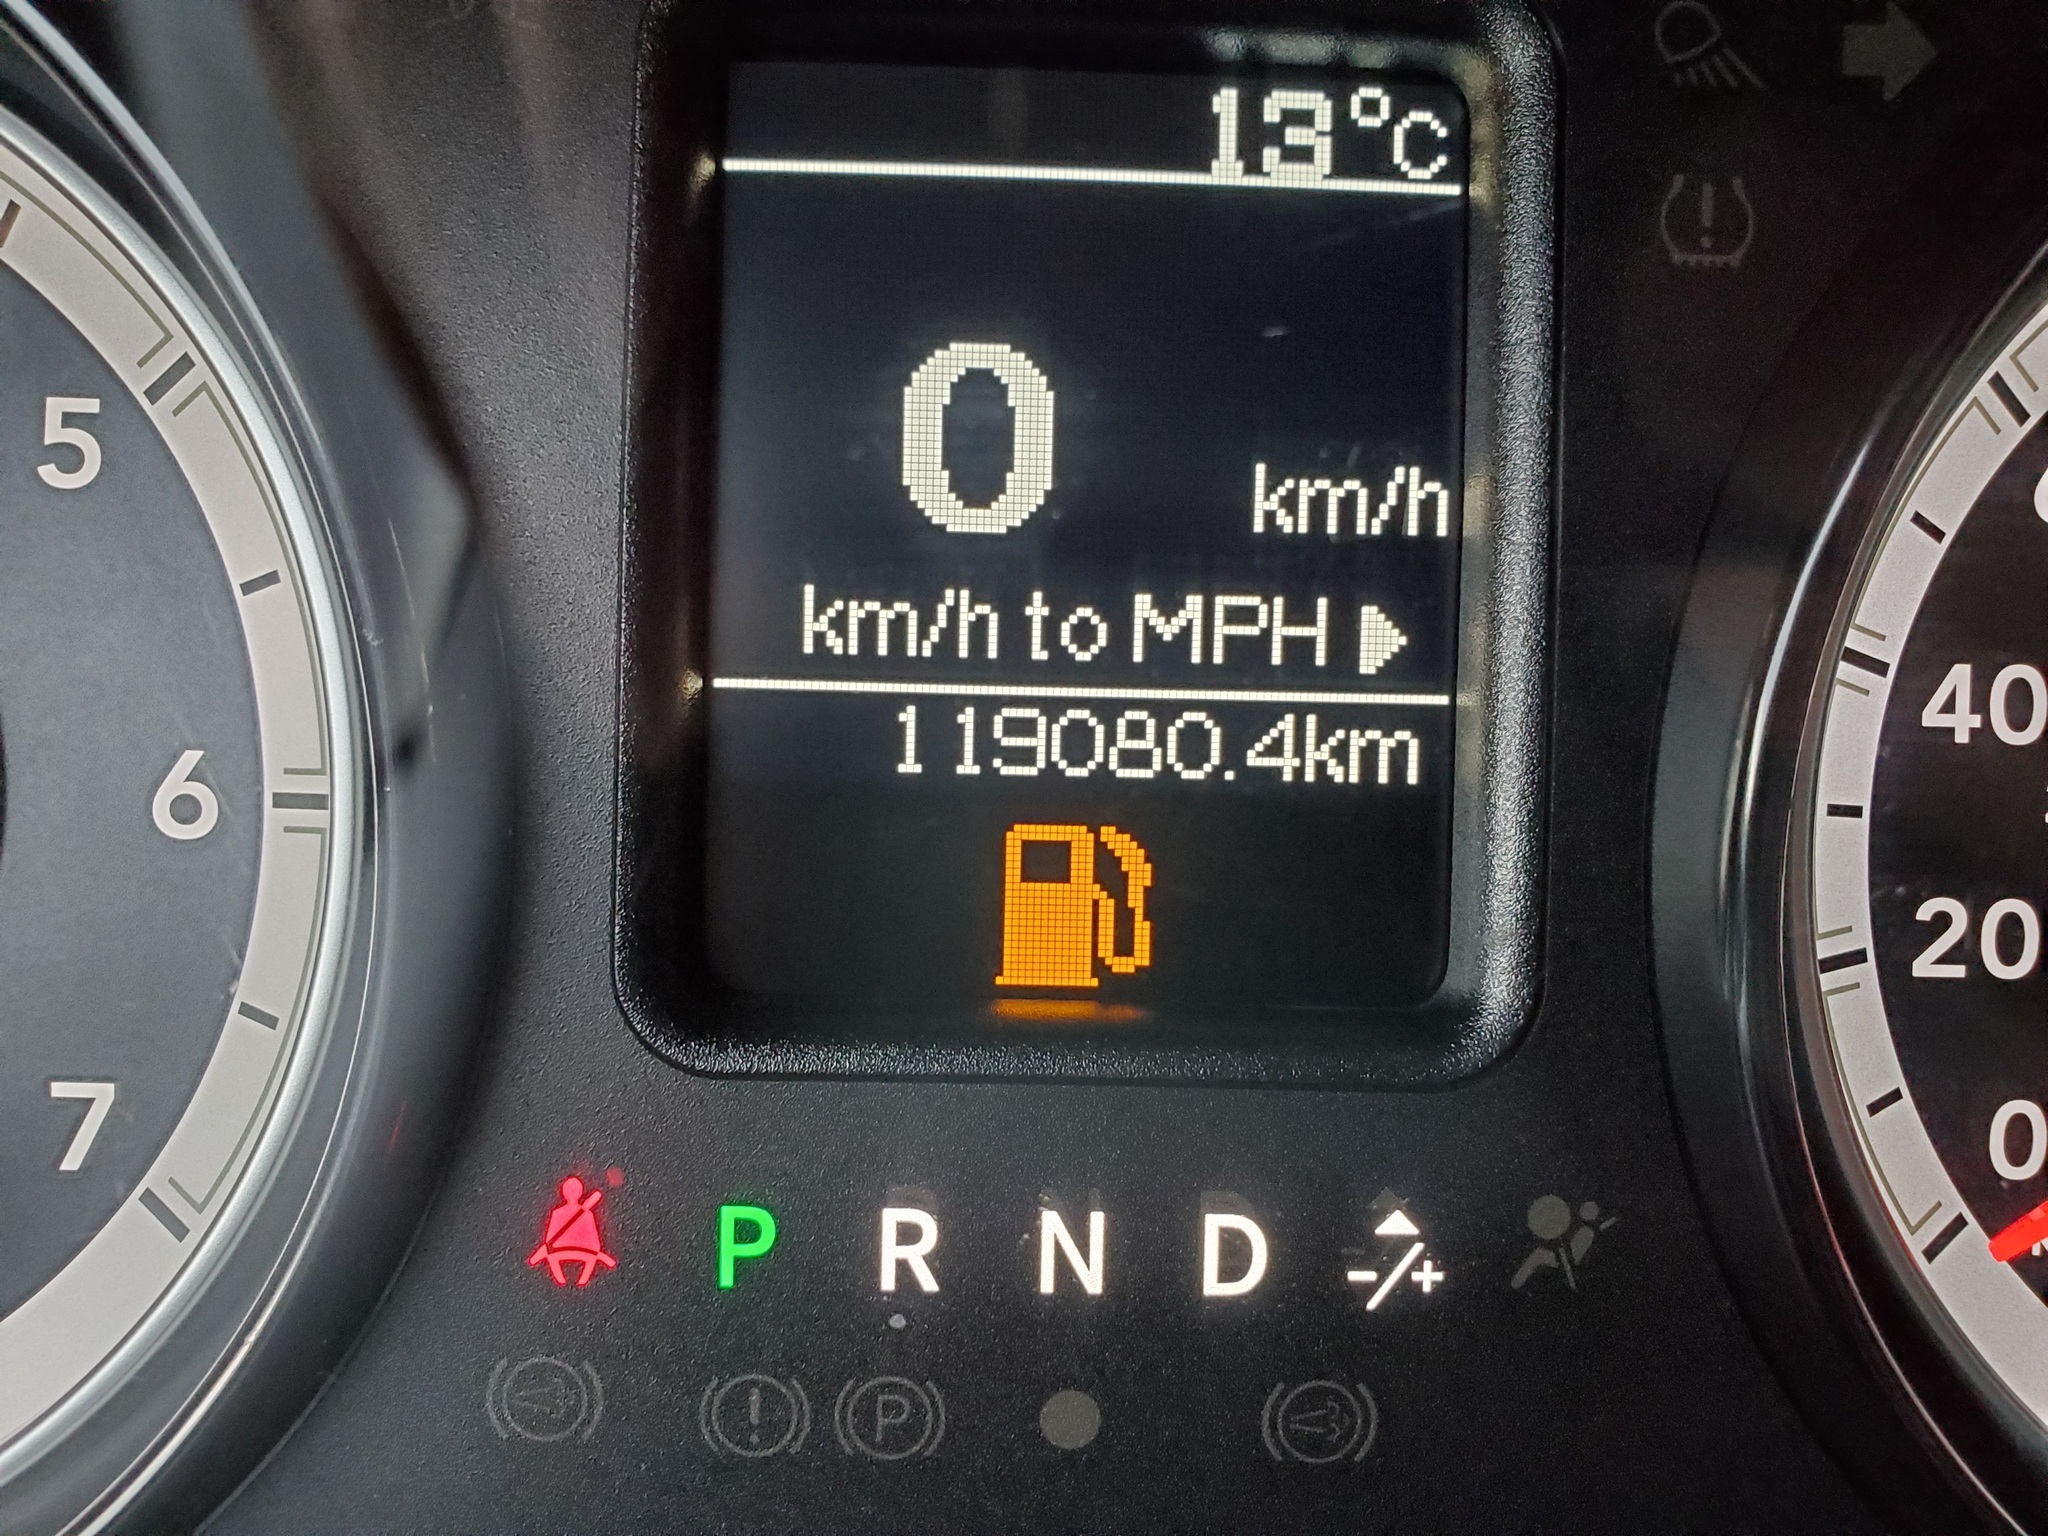 13°C
0 km/h
km/h to MPH
119080.4km
5
6
7
40
20
0
P R N D -/+
P